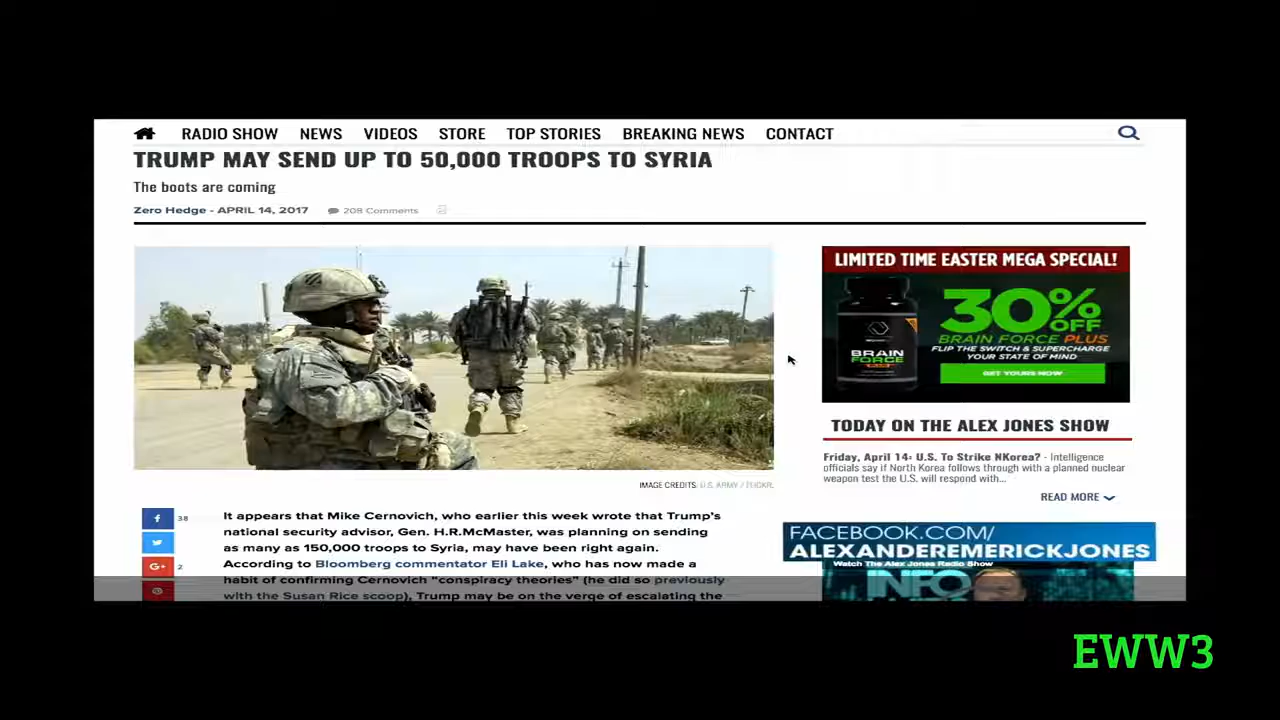 RADIO SHOW NEWS VIDEOS STORE TOP STORIES BREAKING NEWS CONTACT
TRUMP MAY SEND UP TO 50,000 TROOPS TO SYRIA
The boots are coming
Zero Hedge - APRIL 14, 2017 208 Comments
IMAGE CREDITS: U.S. ARMY / FLICKR.
38
2
It appears that Mike Cernovich, who earlier this week wrote that Trump's
national security advisor, Gen. H.R.McMaster, was planning on sending
as many as 150,000 troops to Syria, may have been right again.
According to Bloomberg commentator Eli Lake, who has now made a
habit of confirming Cernovich "conspiracy theories" (he did so previously
with the Susan Rice scoop), Trump may be on the verge of escalating the
LIMITED TIME EASTER MEGA SPECIAL!
30%
OFF
BRAIN FORCE PLUS
FLIP THE SWITCH & SUPERCHARGE
YOUR STATE OF MIND
GET YOURS NOW
BRAIN
FORCE
PLUS
TODAY ON THE ALEX JONES SHOW
Friday, April 14: U.S. To Strike NKorea? - Intelligence
officials say if North Korea follows through with a planned nuclear
weapon test the U.S. will respond with...
READ MORE
FACEBOOK.COM/
ALEXANDEREMERICKJONES
Watch The Alex Jones Radio Show
INFO
EWW3